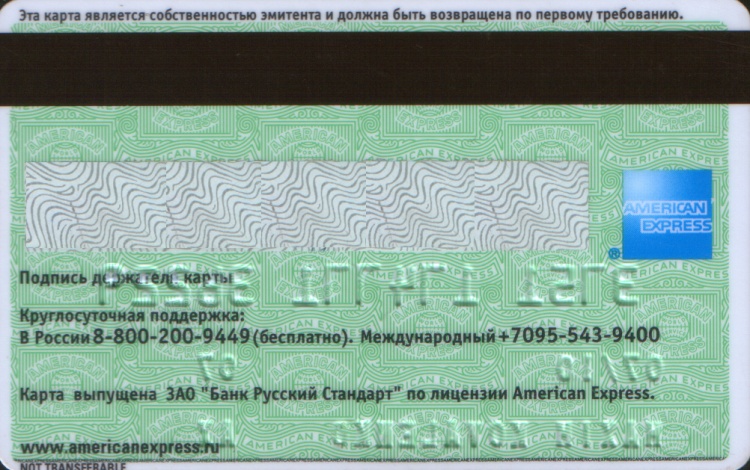 Эта карта является собственностью эмитента и должна быть возвращена по первому требованию.
AMERICAN EXPRESS
®
Подпись держателя карты
Круглосуточная поддержка:
В России 8-800-200-9449 (бесплатно). Международный +7095-543-9400
Карта выпущена ЗАО "Банк Русский Стандарт" по лицензии American Express.
www.americanexpress.ru
NOT TRANSFERABLE